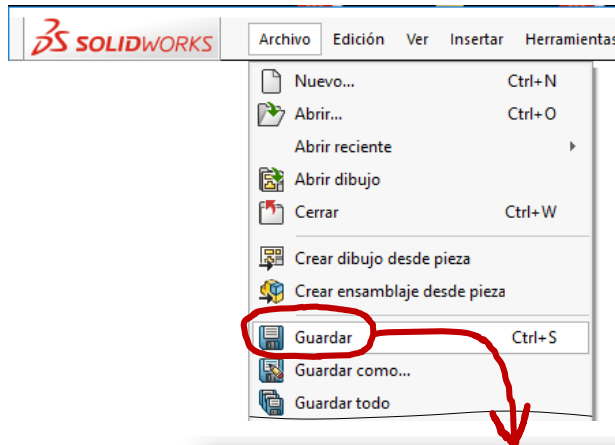 SOLIDWORKS Archivo Edición Ver Insertar Herramientas
Nuevo... Ctrl+N
Abrir... Ctrl+O
Abrir reciente
Abrir dibujo
Cerrar Ctrl+W
Crear dibujo desde pieza
Crear ensamblaje desde pieza
Guardar Ctrl+S
Guardar como...
Guardar todo